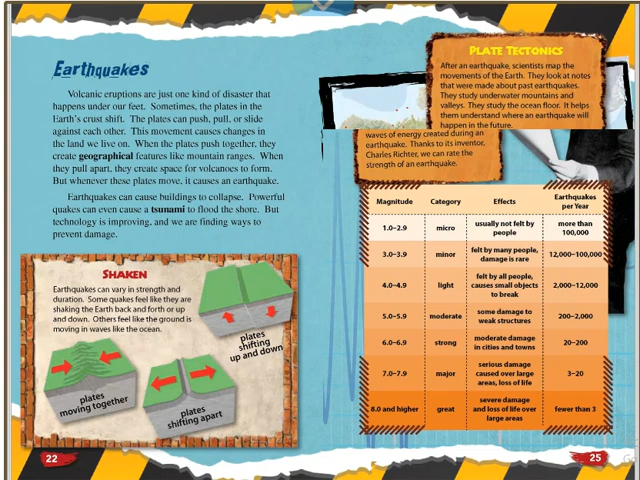 Earthquakes
Volcanic eruptions are just one kind of disaster that
happens under our feet. Sometimes, the plates in the
Earth's crust shift. The plates can push, pull, or slide
against each other. This movement causes changes in
the land we live on. When the plates push together, they
create geographical features like mountain ranges. When
they pull apart, they create space for volcanoes to form.
But whenever these plates move, it causes an earthquake.
Earthquakes can cause buildings to collapse. Powerful
quakes can even cause a tsunami to flood the shore. But
technology is improving, and we are finding ways to
prevent damage.
SHAKEN
Earthquakes can vary in strength and
duration. Some quakes feel like they are
shaking the Earth back and forth or up
and down. Others feel like the ground is
moving in waves like the ocean.
plates
shifting
up and down
plates
moving together
plates
shifting apart
22
PLATE TECTONICS
After an earthquake, scientists map the
movements of the Earth. They look at notes
that were made about past earthquakes.
They study underwater mountains and
valleys. They study the ocean floor. It helps
them understand where an earthquake will
happen in the future.
waves of energy created during an
earthquake. Thanks to its inventor,
Charles Richter, we can rate the
strength of an earthquake.
Magnitude Category Effects Earthquakes per Year
1.0–2.9 micro usually not felt by people more than 100,000
3.0–3.9 minor felt by many people, damage is rare 12,000–100,000
4.0–4.9 light felt by all people, causes small objects to break 2,000–12,000
5.0–5.9 moderate some damage to weak structures 200–2,000
6.0–6.9 strong moderate damage in cities and towns 20–200
7.0–7.9 major serious damage caused over large areas, loss of life 3–20
8.0 and higher great severe damage and loss of life over large areas fewer than 3
25